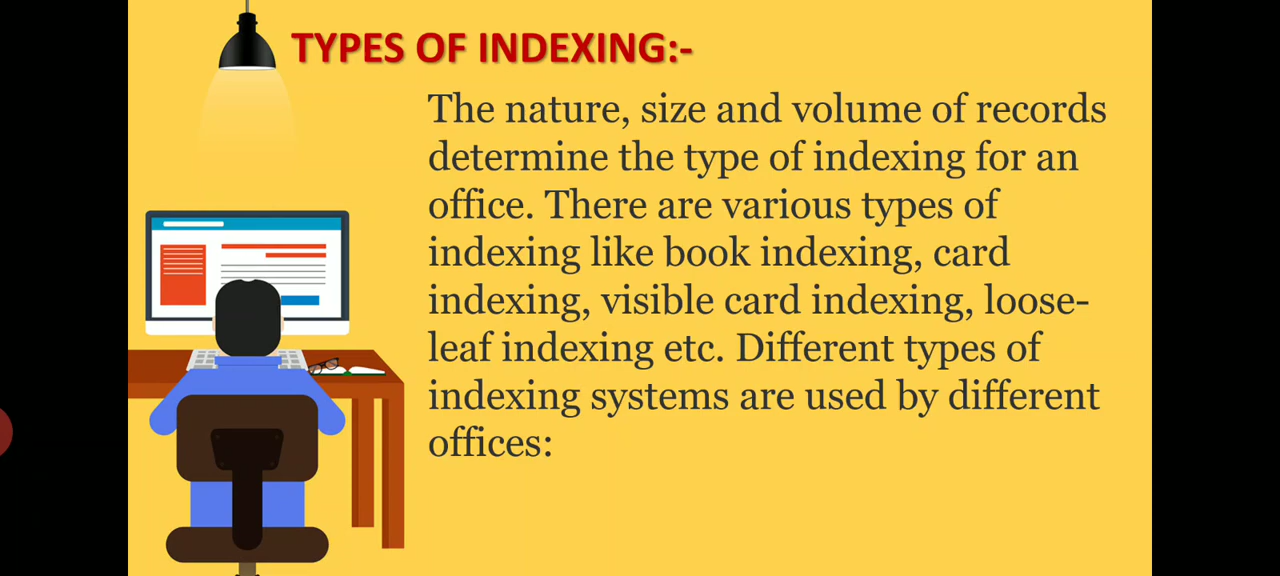 TYPES OF INDEXING:-
The nature, size and volume of records
determine the type of indexing for an
office. There are various types of
indexing like book indexing, card
indexing, visible card indexing, loose-
leaf indexing etc. Different types of
indexing systems are used by different
offices: